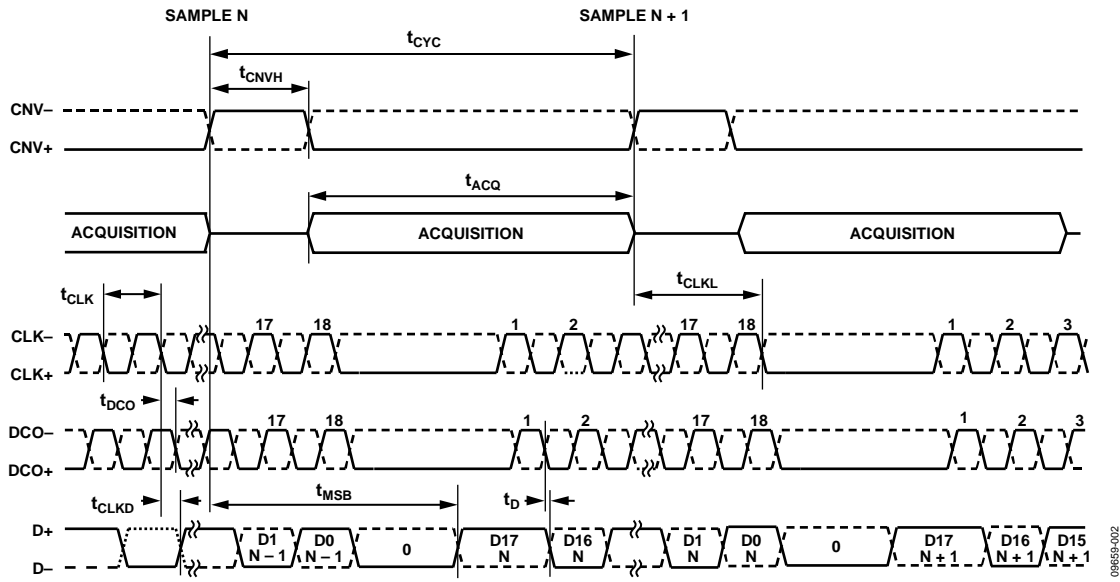 SAMPLE N SAMPLE N + 1
tCYC
tCNVH
CNV–
CNV+
tACQ
ACQUISITION ACQUISITION ACQUISITION
tCLK tCLKL
17 18 1 2 17 18 1 2 3
CLK–
CLK+
tDCO
17 18 1 2 17 18 1 2 3
DCO–
DCO+
tCLKD tMSB tD
D+
D–
D1 N – 1 D0 N – 1 0 D17 N D16 N D1 N D0 N 0 D17 N + 1 D16 N + 1 D15 N + 1
09859-002